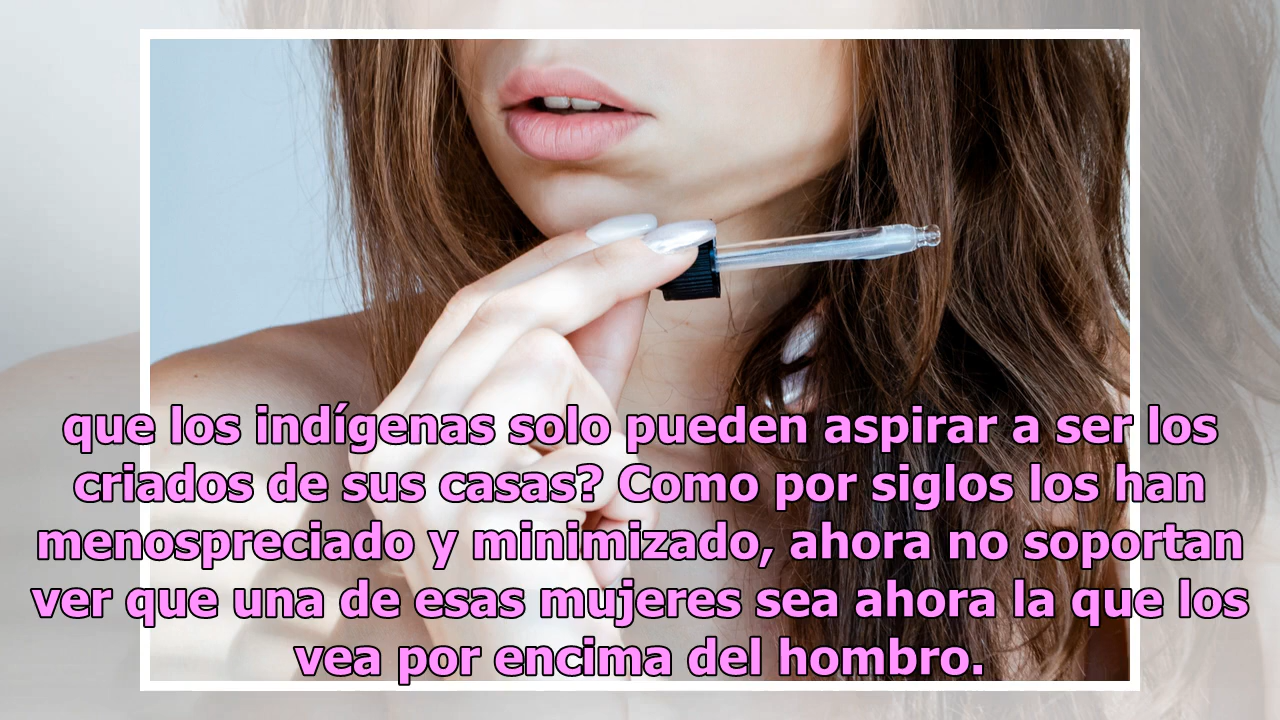 que los indígenas solo pueden aspirar a ser los
criados de sus casas? Como por siglos los han
menospreciado y minimizado, ahora no soportan
ver que una de esas mujeres sea ahora la que los
vea por encima del hombro.